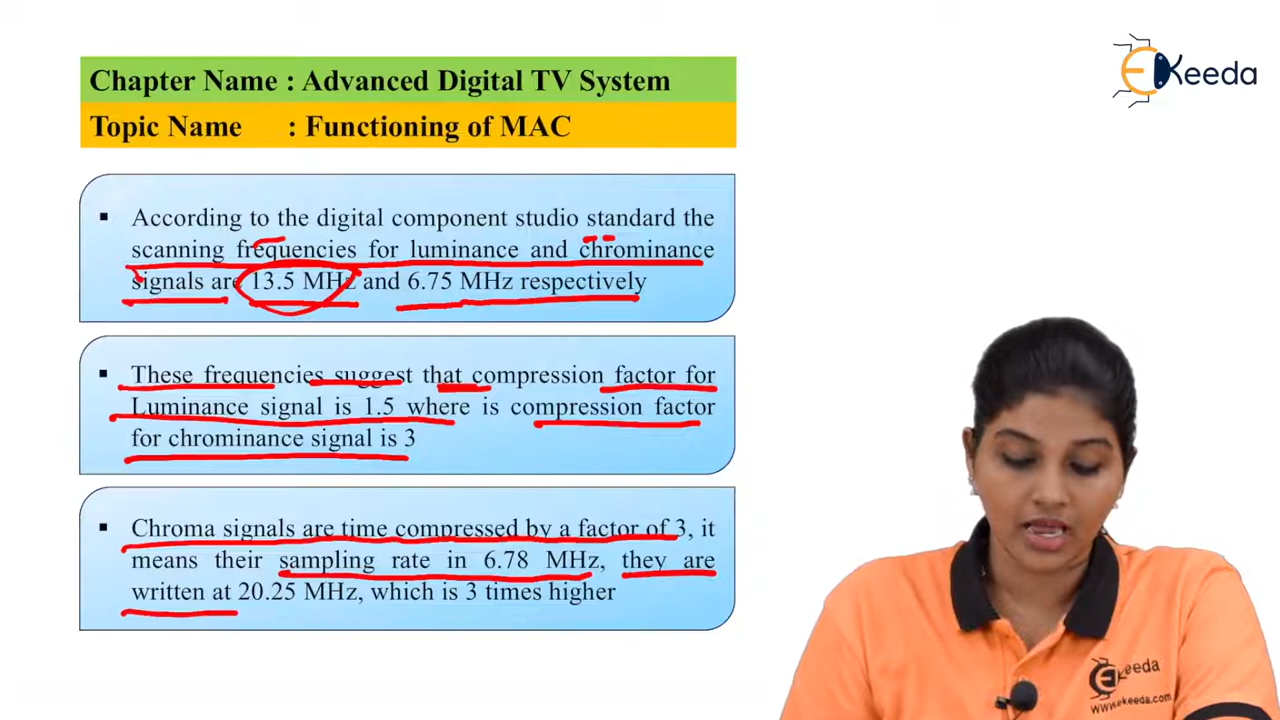 EKeeda
Chapter Name : Advanced Digital TV System
Topic Name : Functioning of MAC
▪ According to the digital component studio standard the
scanning frequencies for luminance and chrominance
signals are 13.5 MHz and 6.75 MHz respectively
▪ These frequencies suggest that compression factor for
Luminance signal is 1.5 where is compression factor
for chrominance signal is 3
▪ Chroma signals are time compressed by a factor of 3, it
means their sampling rate in 6.78 MHz, they are
written at 20.25 MHz, which is 3 times higher
EKeeda
www.ekeeda.com